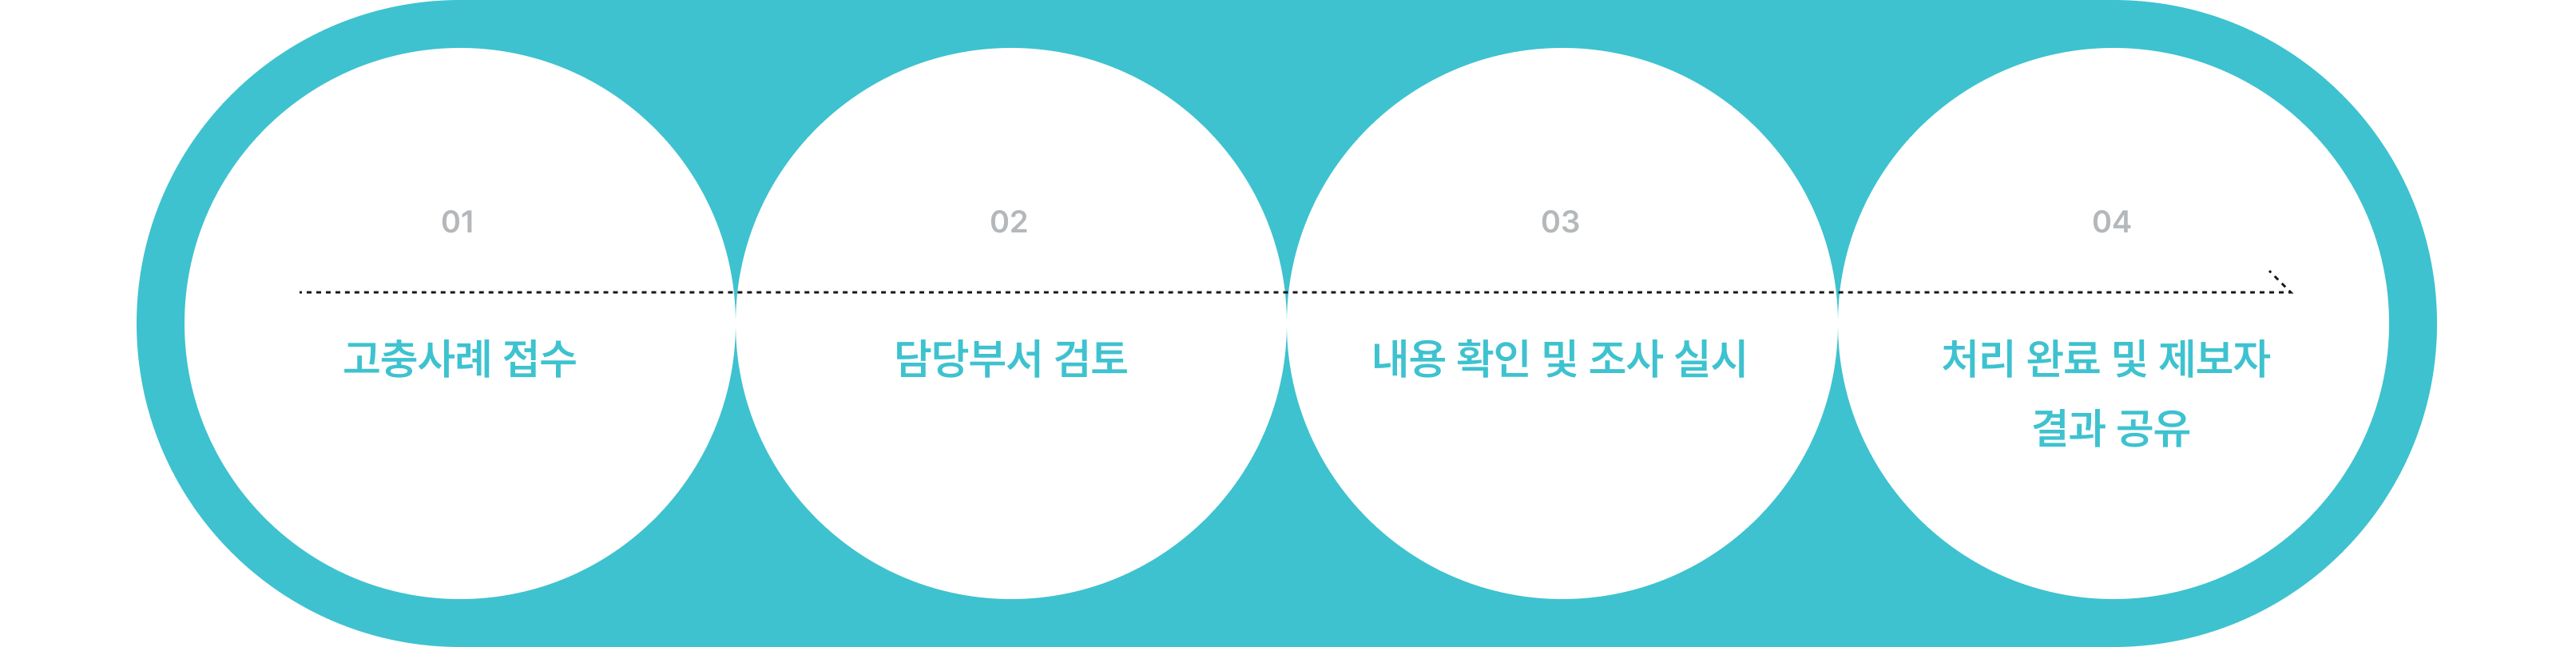 01
고충사례 접수
02
담당부서 검토
03
내용 확인 및 조사 실시
04
처리 완료 및 제보자
결과 공유